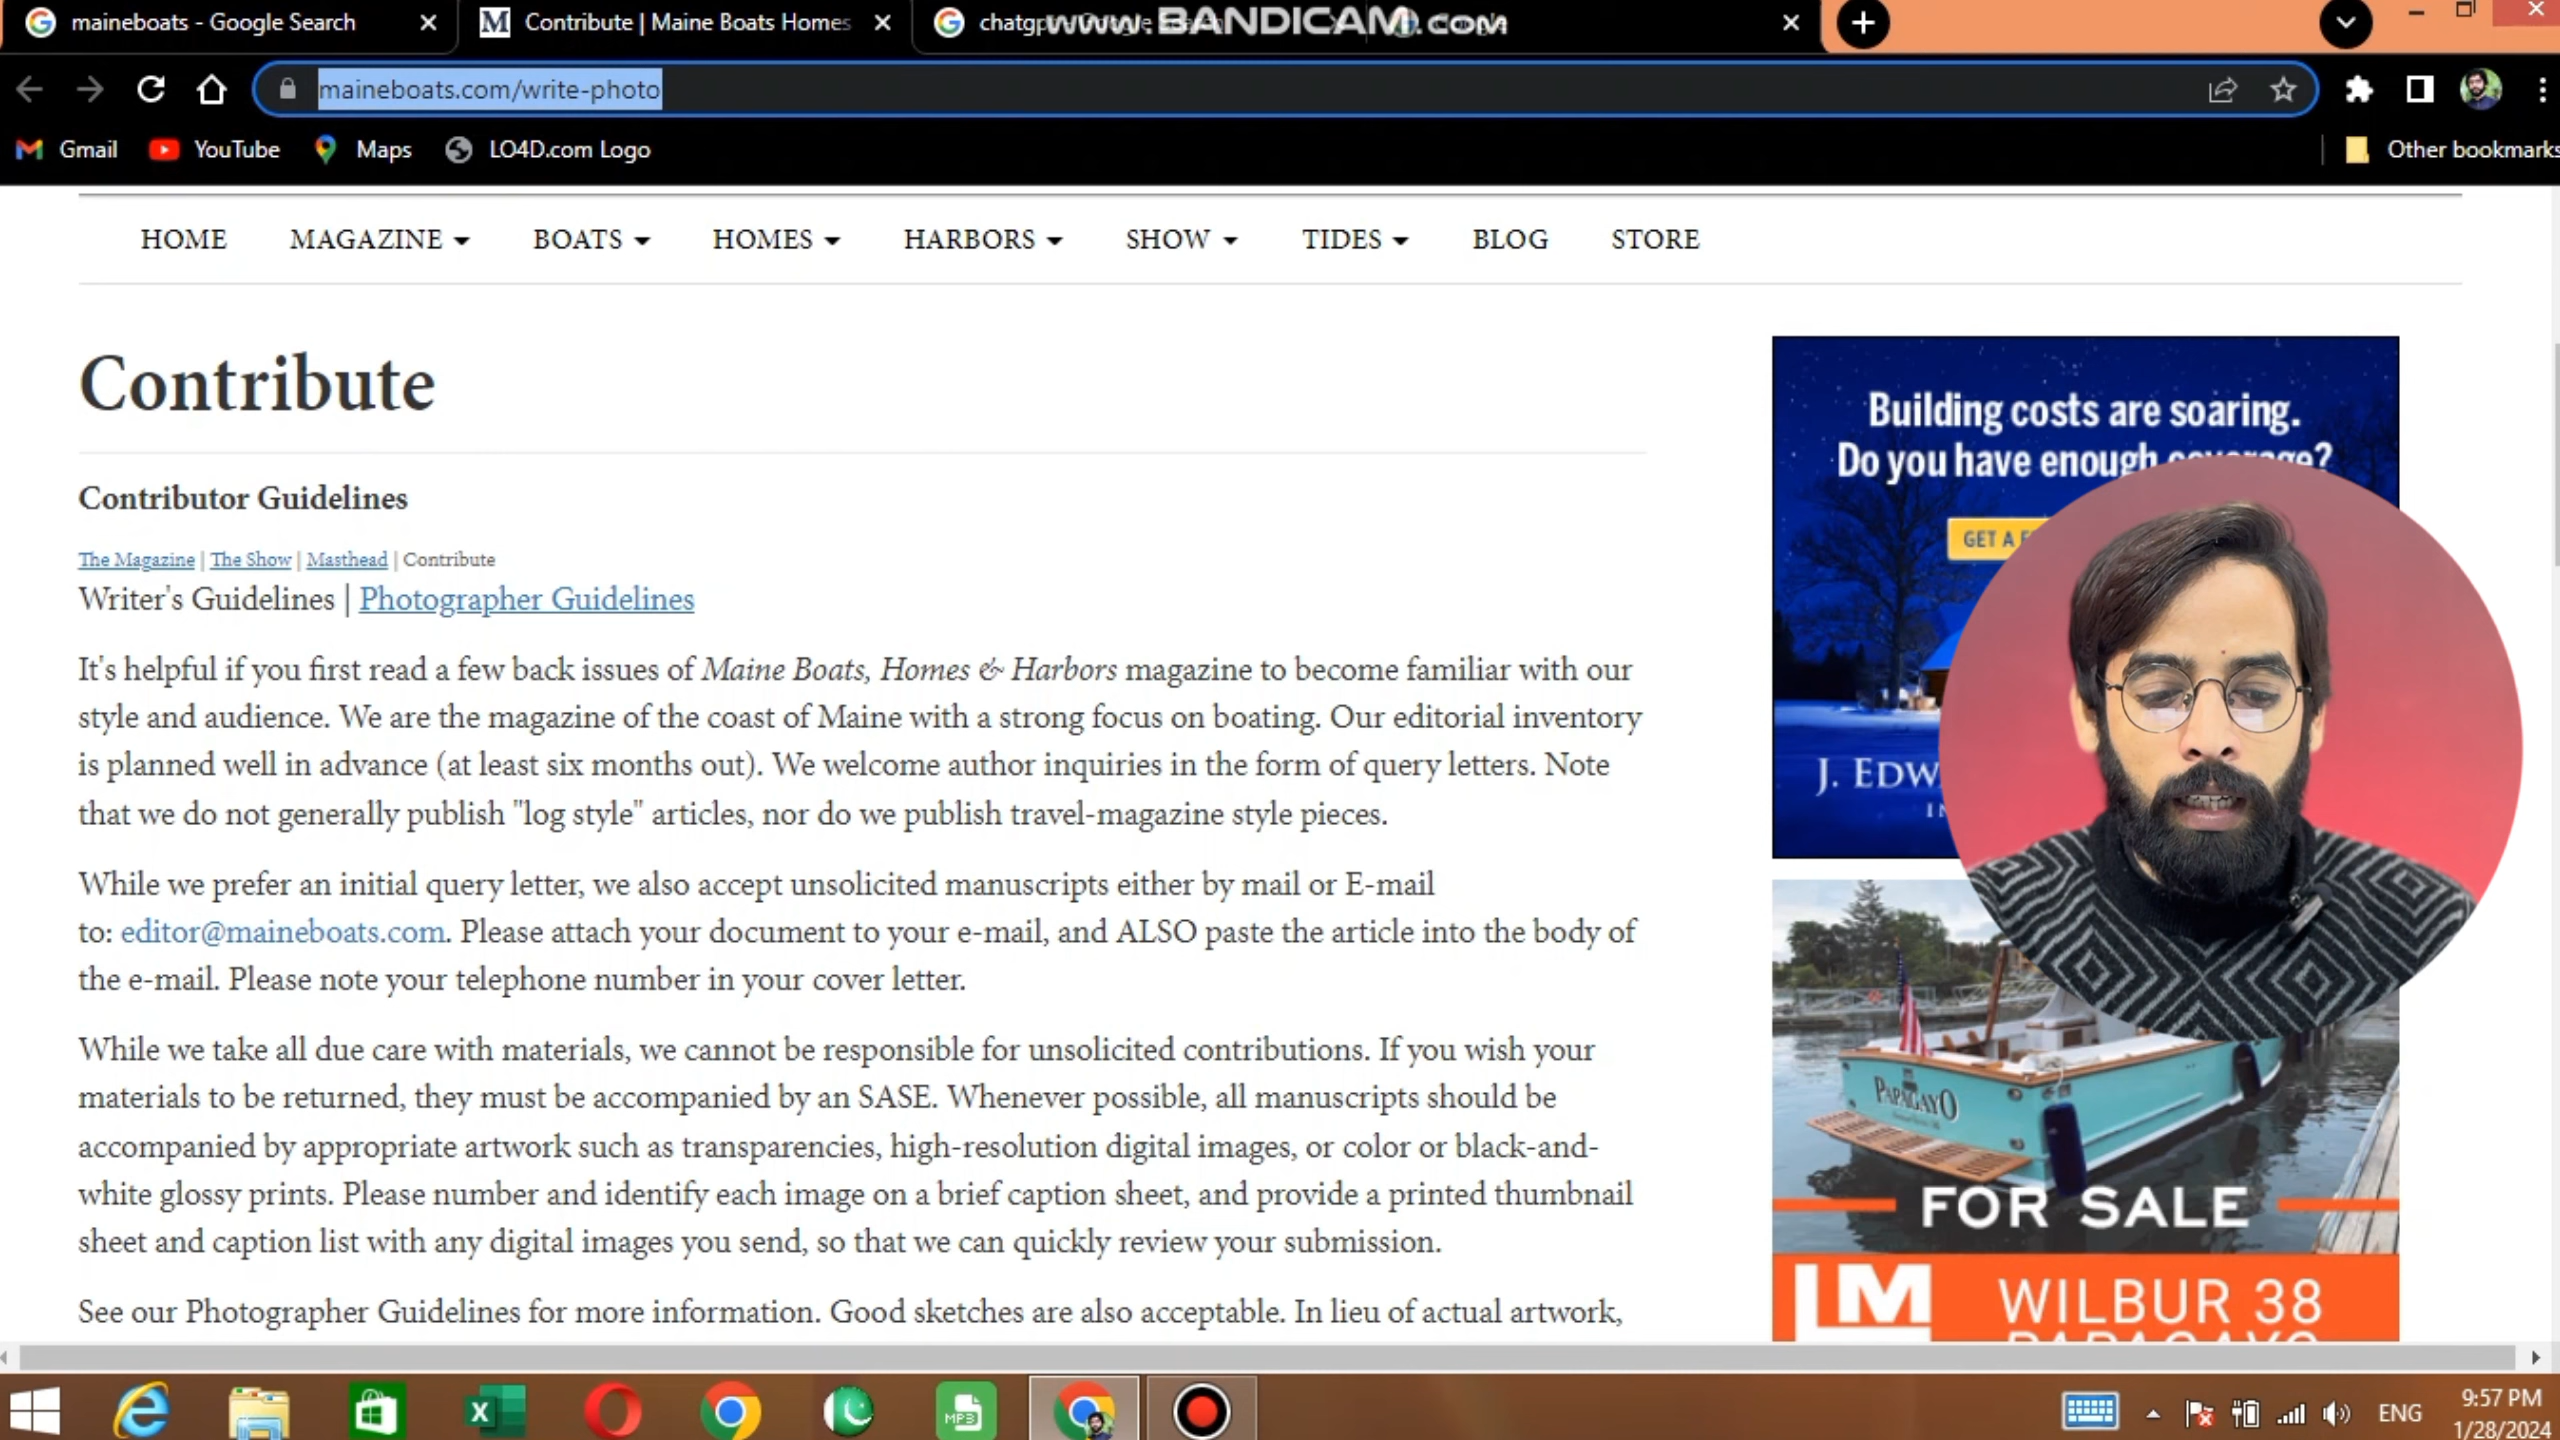 maineboats - Google Search
Contribute | Maine Boats Homes
www.BANDICAM.com
maineboats.com/write-photo
Gmail
YouTube
Maps
LO4D.com Logo
Other bookmarks
HOME
MAGAZINE
BOATS
HOMES
HARBORS
SHOW
TIDES
BLOG
STORE
Contribute
Contributor Guidelines
The Magazine | The Show | Masthead | Contribute
Writer's Guidelines | Photographer Guidelines
It's helpful if you first read a few back issues of Maine Boats, Homes & Harbors magazine to become familiar with our
style and audience. We are the magazine of the coast of Maine with a strong focus on boating. Our editorial inventory
is planned well in advance (at least six months out). We welcome author inquiries in the form of query letters. Note
that we do not generally publish "log style" articles, nor do we publish travel-magazine style pieces.
While we prefer an initial query letter, we also accept unsolicited manuscripts either by mail or E-mail
to: editor@maineboats.com. Please attach your document to your e-mail, and ALSO paste the article into the body of
the e-mail. Please note your telephone number in your cover letter.
While we take all due care with materials, we cannot be responsible for unsolicited contributions. If you wish your
materials to be returned, they must be accompanied by an SASE. Whenever possible, all manuscripts should be
accompanied by appropriate artwork such as transparencies, high-resolution digital images, or color or black-and-
white glossy prints. Please number and identify each image on a brief caption sheet, and provide a printed thumbnail
sheet and caption list with any digital images you send, so that we can quickly review your submission.
See our Photographer Guidelines for more information. Good sketches are also acceptable. In lieu of actual artwork,
Building costs are soaring.
Do you have enough
GET A
J. EDW
PAPAGAYO
FOR SALE
WILBUR 38
MP3
ENG
9:57 PM
1/28/2024